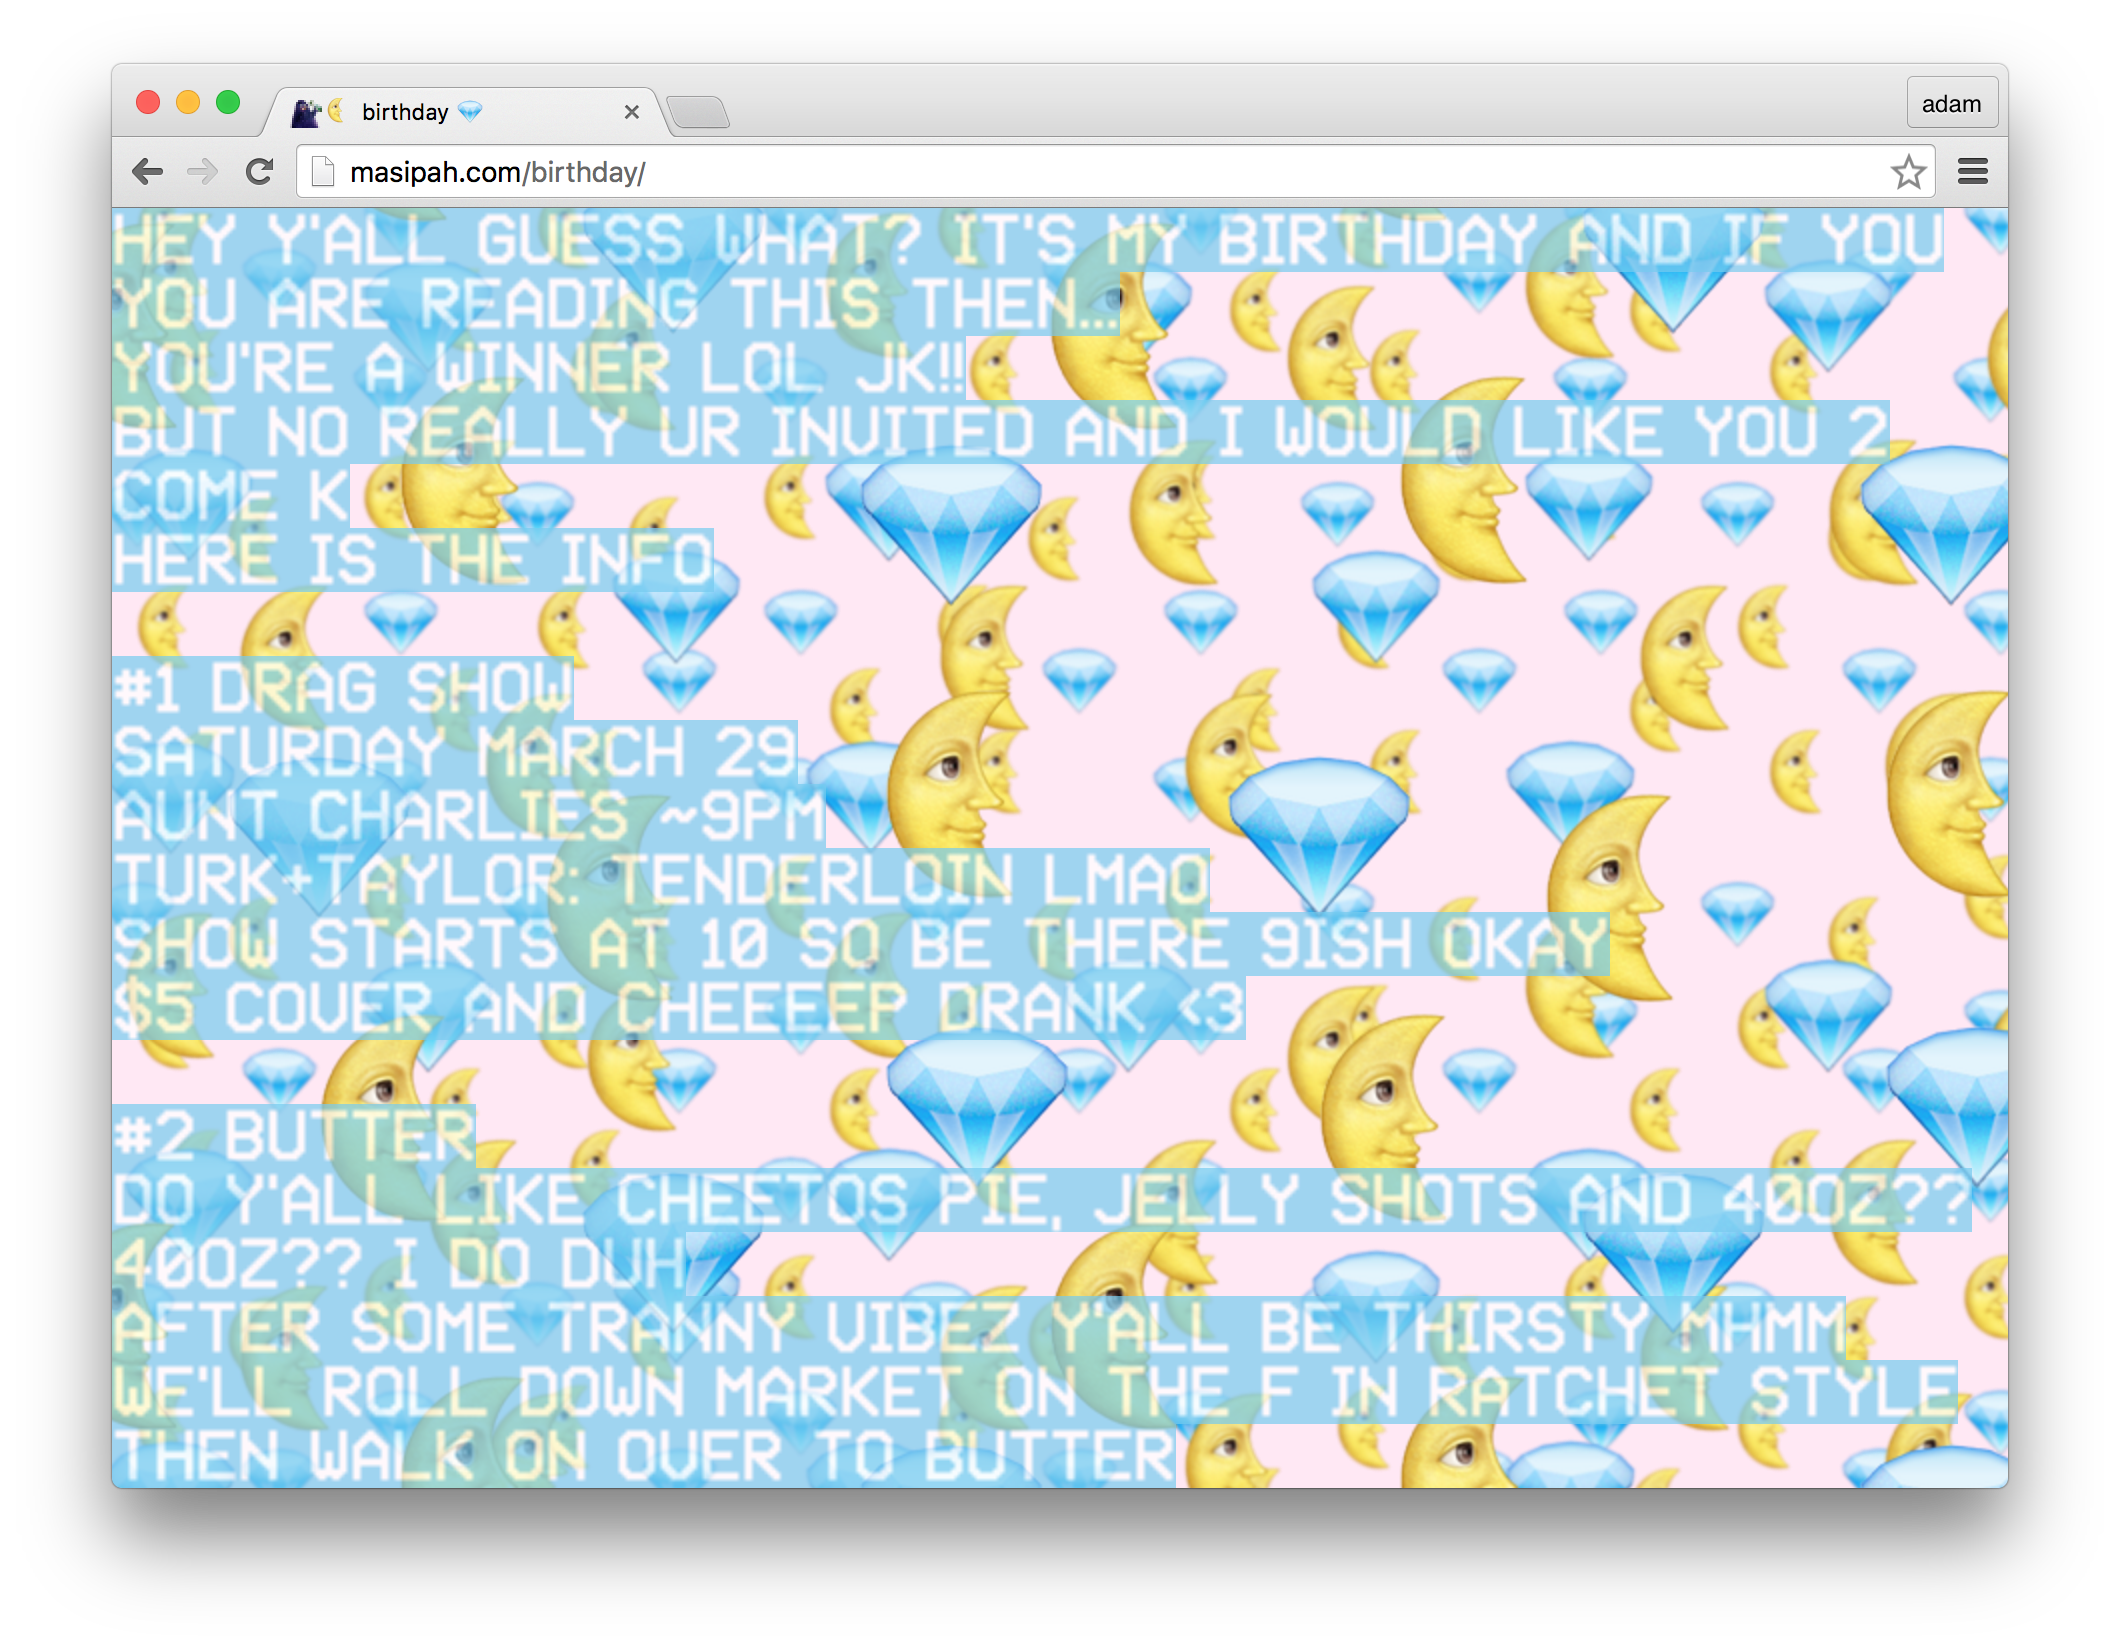 birthday 💎
adam
masipah.com/birthday/
HEY Y'ALL GUESS WHAT? IT'S MY BIRTHDAY AND IF YOU
YOU ARE READING THIS THEN...
YOU'RE A WINNER LOL JK!!
BUT NO REALLY UR INVITED AND I WOULD LIKE YOU 2
COME K
HERE IS THE INFO
#1 DRAG SHOW
SATURDAY MARCH 29
AUNT CHARLIES ~9PM
TURK+TAYLOR: TENDERLOIN LMAO
SHOW STARTS AT 10 SO BE THERE 9ISH OKAY
$5 COVER AND CHEEEEP DRANK <3
#2 BUTTER
DO Y'ALL LIKE CHEETOS PIE, JELLY SHOTS AND 40OZ??
40OZ?? I DO DUH
AFTER SOME TRANNY VIBEZ Y'ALL BE THIRSTY MHMM
WE'LL ROLL DOWN MARKET ON THE F IN RATCHET STYLE
THEN WALK ON OVER TO BUTTER